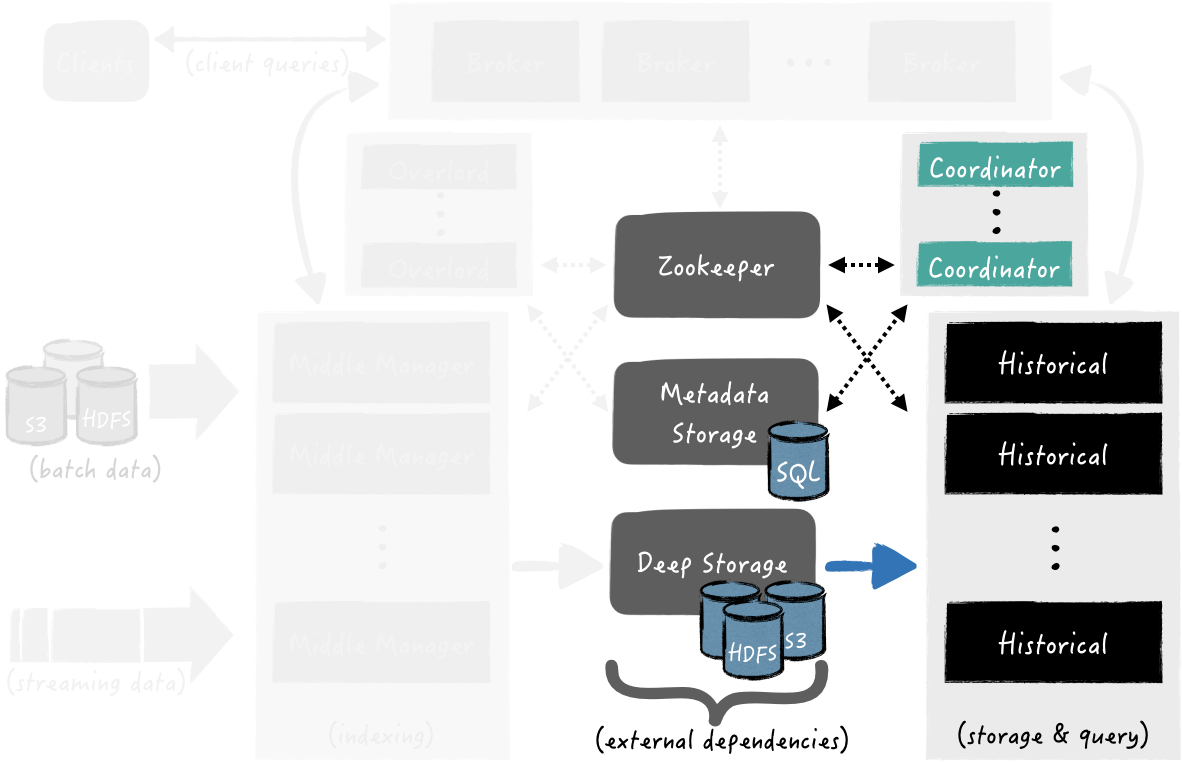 Clients
(client queries)
Broker
Broker
Broker
Overlord
Overlord
Zookeeper
Coordinator
Coordinator
S3
HDFS
(batch data)
(streaming data)
Middle Manager
Middle Manager
Middle Manager
(indexing)
Metadata
Storage
SQL
Deep Storage
HDFS
S3
(external dependencies)
Historical
Historical
Historical
(storage & query)